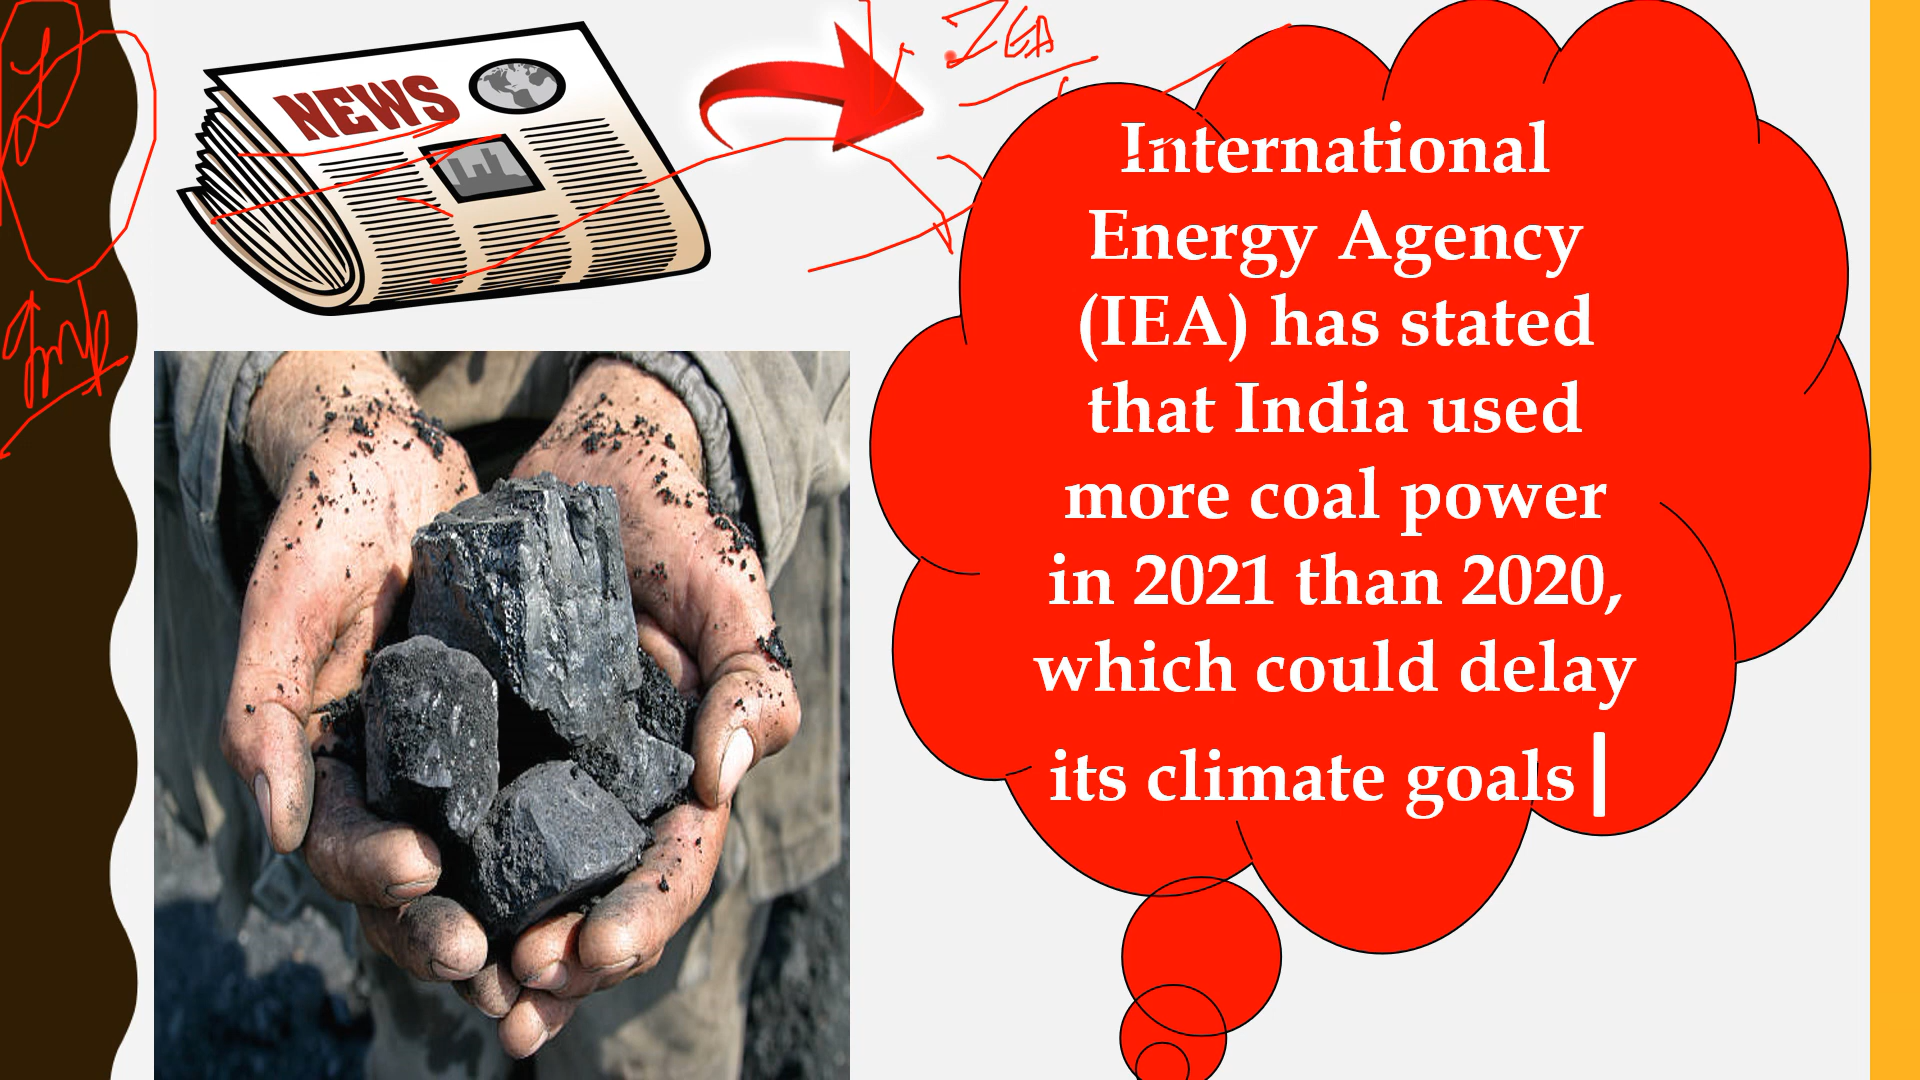 NEWS
IEA
International
Energy Agency
(IEA) has stated
that India used
more coal power
in 2021 than 2020,
which could delay
its climate goals
Imp